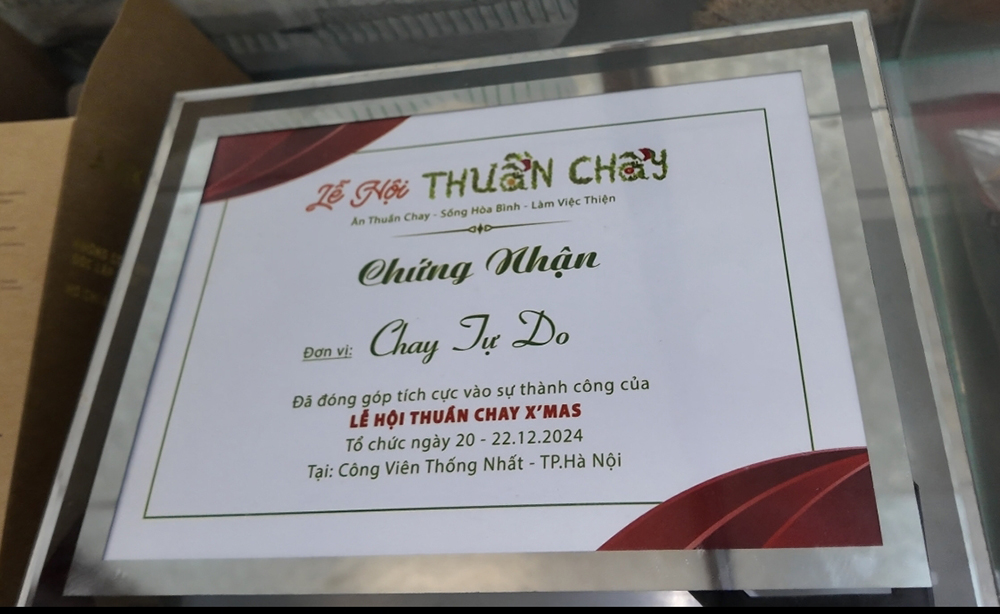 Lễ Nội THUẦN CHAY
Ăn Thuần Chay - Sống Hòa Bình - Làm Việc Thiện
Chứng Nhận
Đơn vị: Chay Tự Do
Đã đóng góp tích cực vào sự thành công của
LỄ HỘI THUẦN CHAY X'MAS
Tổ chức ngày 20 - 22.12.2024
Tại: Công Viên Thống Nhất - TP.Hà Nội